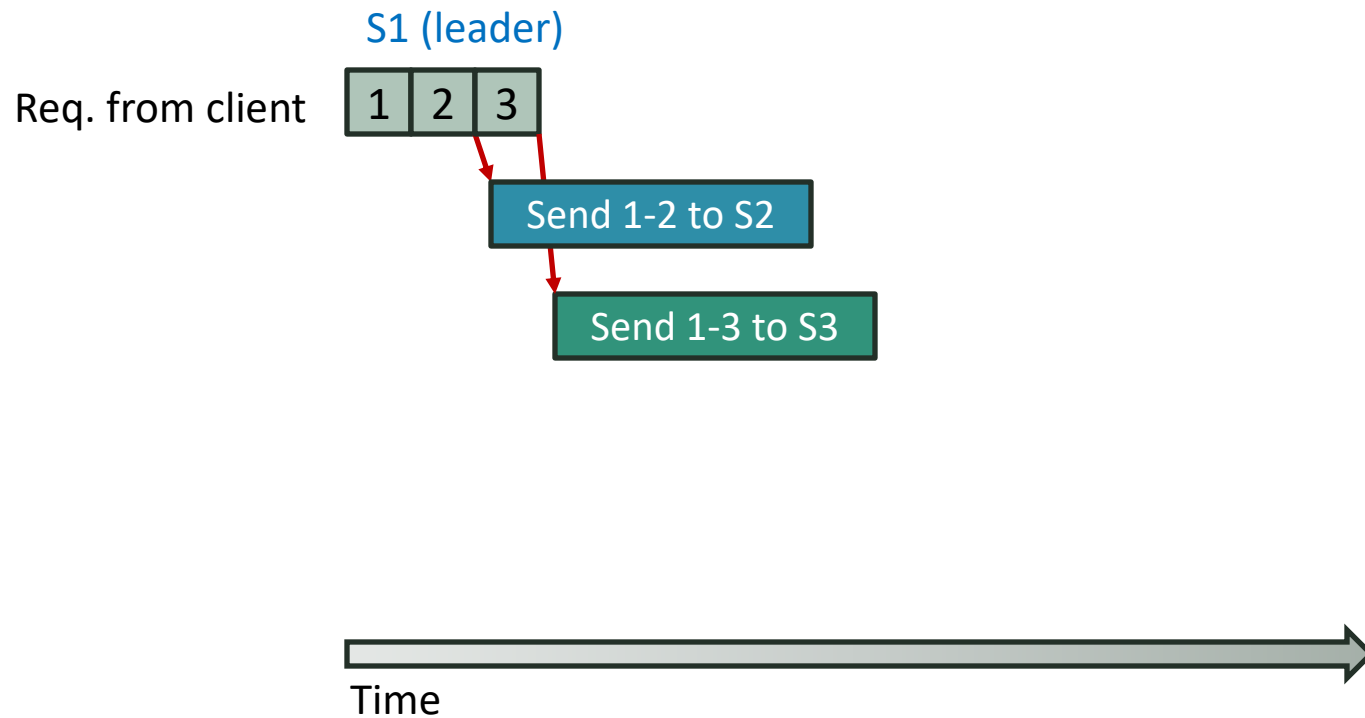 S1 (leader)
Req. from client
1 2 3
Send 1-2 to S2
Send 1-3 to S3
Time